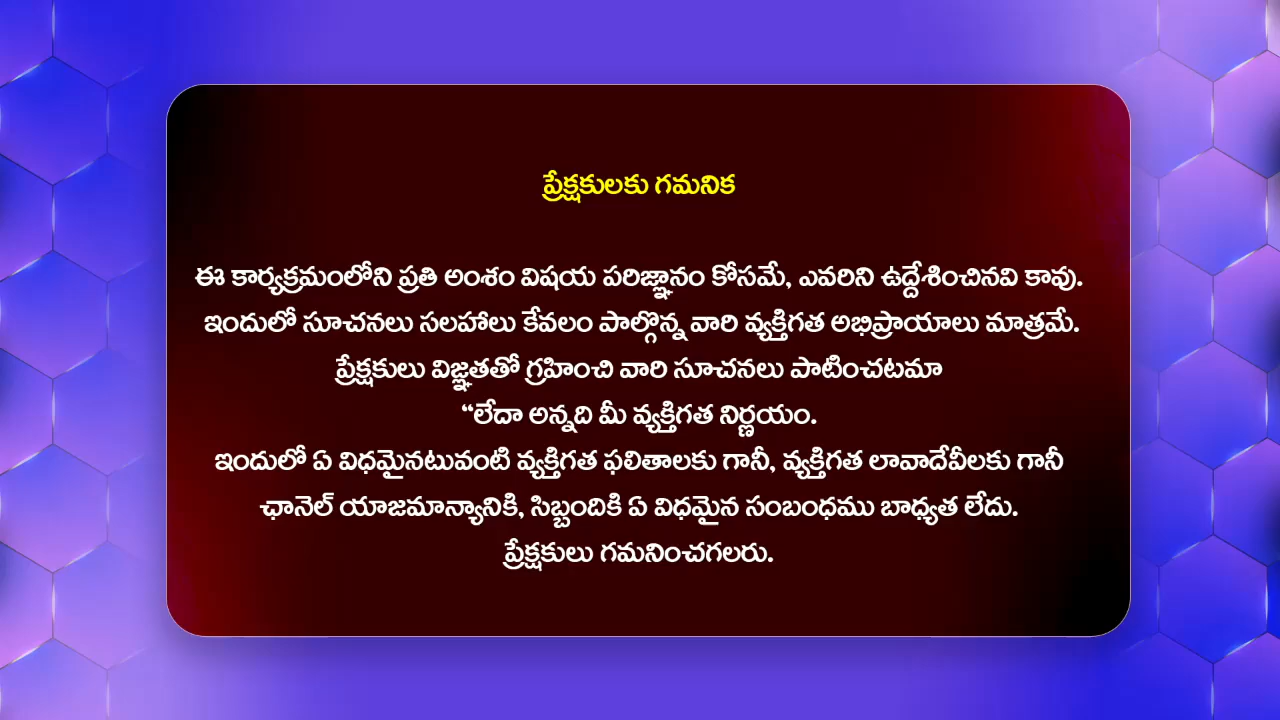 ప్రేక్షకులకు గమనిక
ఈ కార్యక్రమంలోని ప్రతి అంశం విషయ పరిజ్ఞానం కోసమే, ఎవరిని ఉద్దేశించినవి కావు.
ఇందులో సూచనలు సలహాలు కేవలం పాల్గొన్న వారి వ్యక్తిగత అభిప్రాయాలు మాత్రమే.
ప్రేక్షకులు విజ్ఞతతో గ్రహించి వారి సూచనలు పాటించటమా
“లేదా అన్నది మీ వ్యక్తిగత నిర్ణయం.
ఇందులో ఏ విధమైనటువంటి వ్యక్తిగత ఫలితాలకు గానీ, వ్యక్తిగత లావాదేవీలకు గానీ
ఛానెల్ యాజమాన్యానికి, సిబ్బందికి ఏ విధమైన సంబంధము బాధ్యత లేదు.
ప్రేక్షకులు గమనించగలరు.